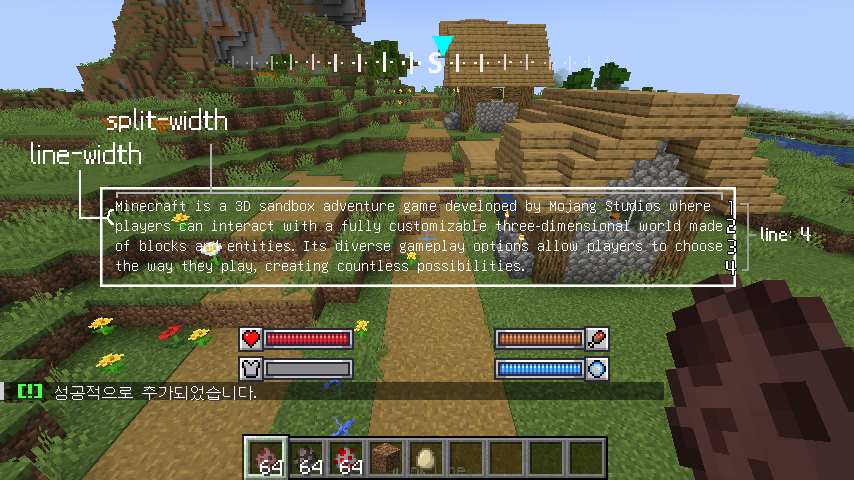 S
split-width
line-width
Minecraft is a 3D sandbox adventure game developed by Mojang Studios where
players can interact with a fully customizable three-dimensional world made
of blocks and entities. Its diverse gameplay options allow players to choose
the way they play, creating countless possibilities.
1
2
3
4
line: 4
[!] 성공적으로 추가되었습니다.
64
64
64